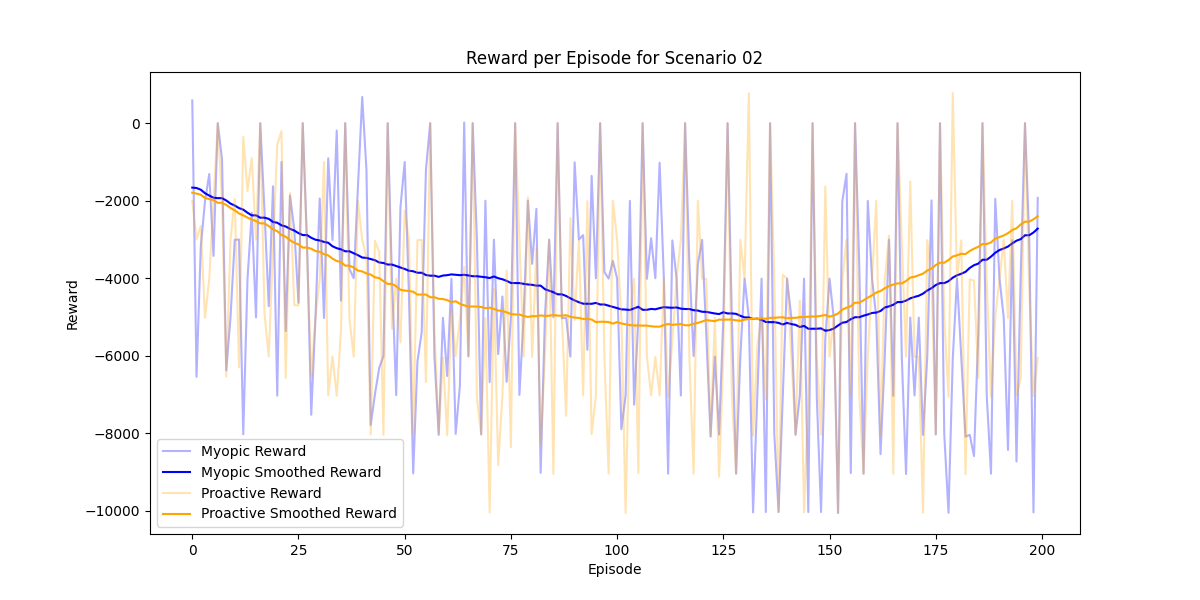 Reward per Episode for Scenario 02
Reward
0
−2000
−4000
−6000
−8000
−10000
Myopic Reward
Myopic Smoothed Reward
Proactive Reward
Proactive Smoothed Reward
0 25 50 75 100 125 150 175 200
Episode